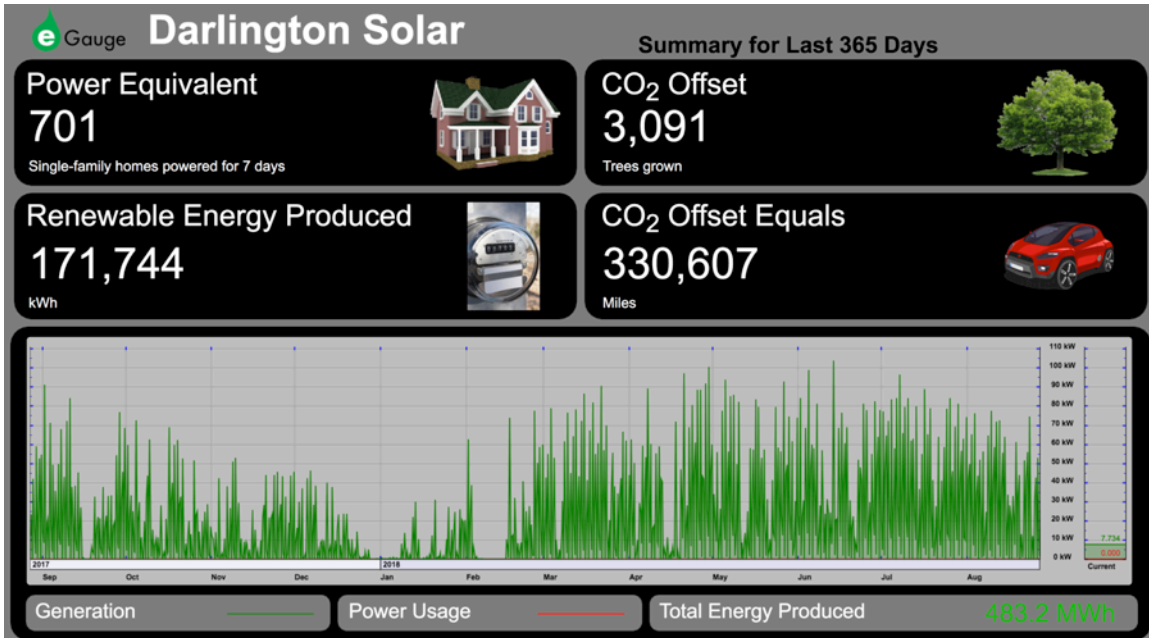 e Gauge Darlington Solar
Summary for Last 365 Days
Power Equivalent
701
Single-family homes powered for 7 days
CO2 Offset
3,091
Trees grown
Renewable Energy Produced
171,744
kWh
CO2 Offset Equals
330,607
Miles
110 kW
100 kW
90 kW
80 kW
70 kW
60 kW
50 kW
40 kW
30 kW
20 kW
10 kW
0 kW
7.734
0.000
Current
2017 2018
Sep Oct Nov Dec Jan Feb Mar Apr May Jun Jul Aug
Generation
Power Usage
Total Energy Produced 483.2 MWh